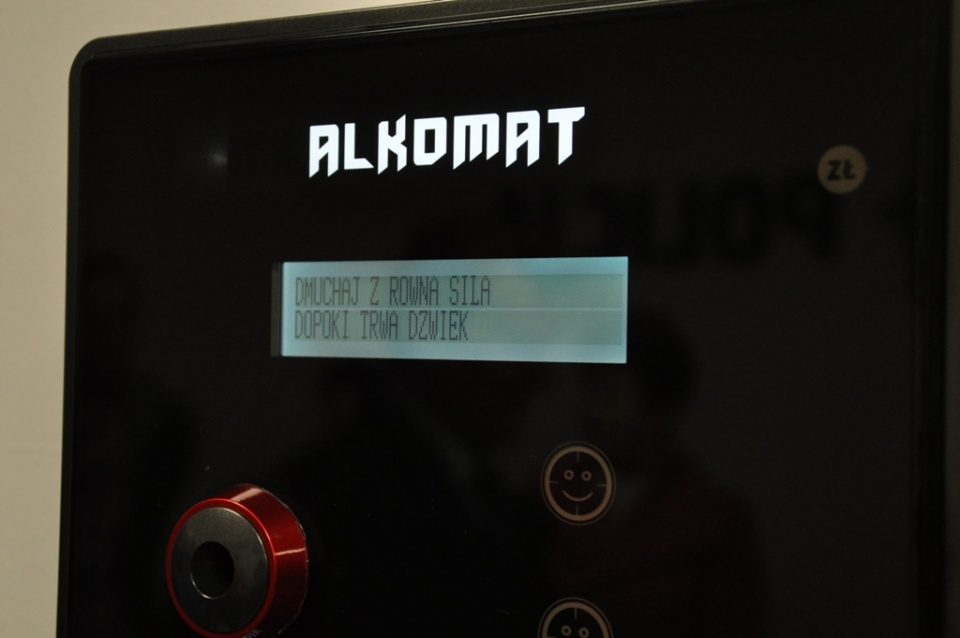 ALKOMAT
ZŁ
DMUCHAJ Z ROWNA SILA
DOPOKI TRWA DZWIEK